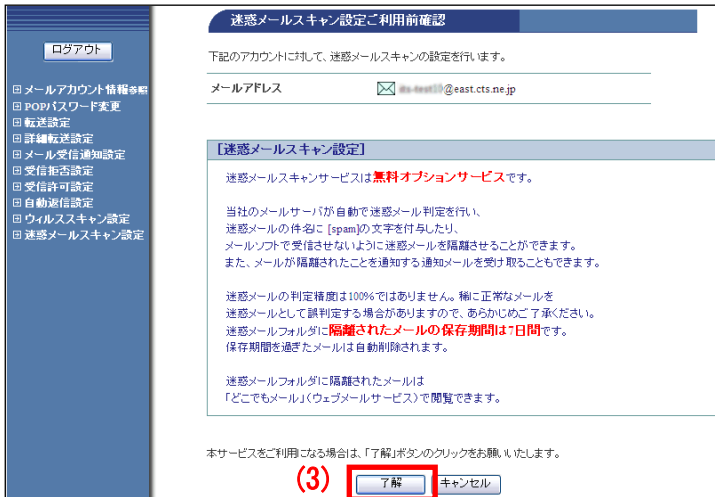 迷惑メールスキャン設定ご利用前確認
ログアウト
下記のアカウントに対して、迷惑メールスキャンの設定を行います。
メールアドレス
@east.cts.ne.jp
メールアカウント情報参照
POPパスワード変更
転送設定
詳細転送設定
メール受信通知設定
受信拒否設定
受信許可設定
自動返信設定
ウィルススキャン設定
迷惑メールスキャン設定
[迷惑メールスキャン設定]
迷惑メールスキャンサービスは無料オプションサービスです。
当社のメールサーバが自動で迷惑メール判定を行い、
迷惑メールの件名に [spam]の文字を付与したり、
メールソフトで受信させないように迷惑メールを隔離させることができます。
また、メールが隔離されたことを通知する通知メールを受け取ることもできます。
迷惑メールの判定精度は100%ではありません。稀に正常なメールを
迷惑メールとして誤判定する場合がありますので、あらかじめご了承ください。
迷惑メールフォルダに隔離されたメールの保存期間は7日間です。
保存期間を過ぎたメールは自動削除されます。
迷惑メールフォルダに隔離されたメールは
「どこでもメール」(ウェブメールサービス)で閲覧できます。
本サービスをご利用になる場合は、「了解」ボタンのクリックをお願いいたします。
(3) 了解 キャンセル